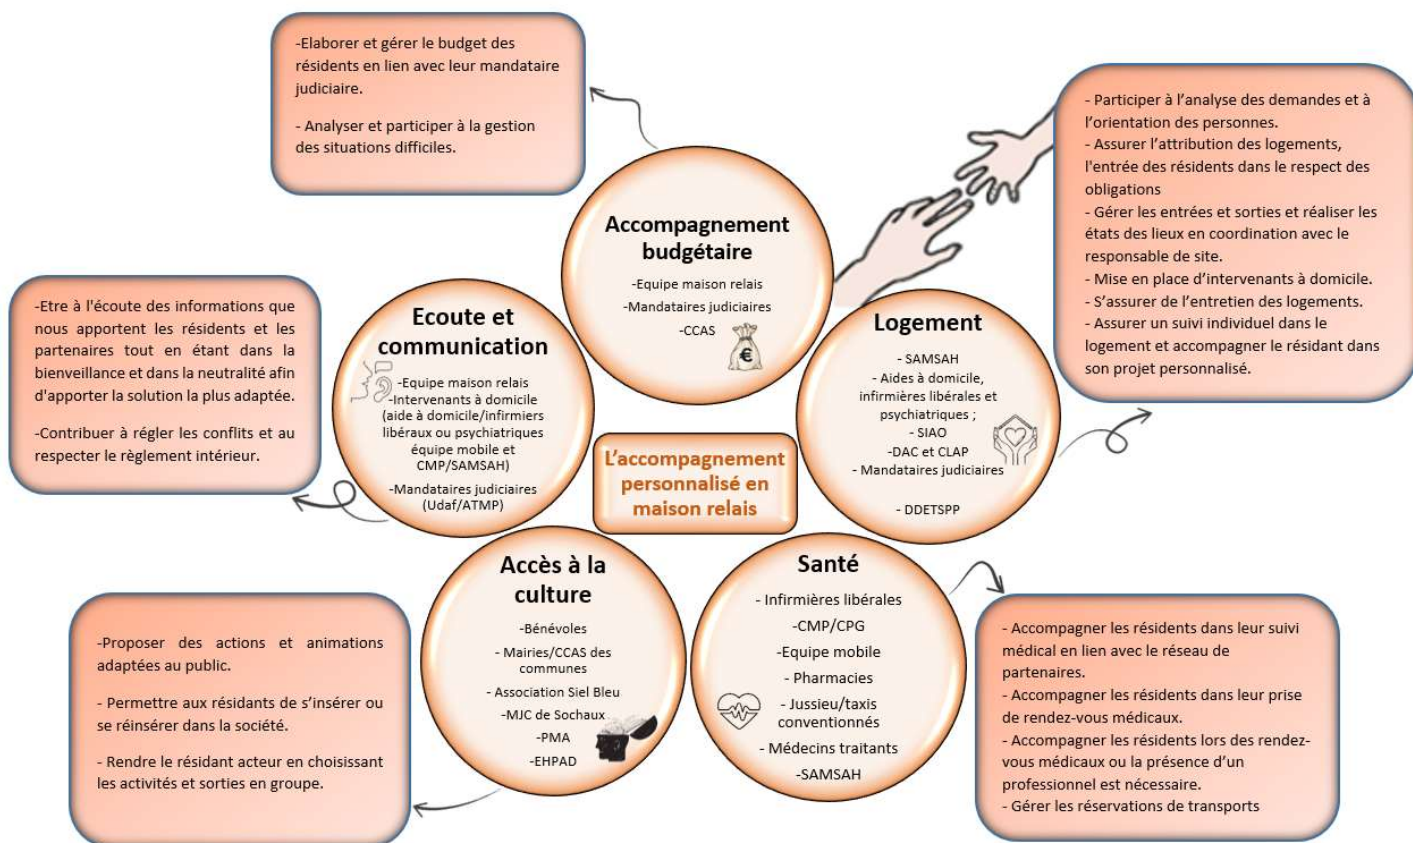 -Elaborer et gérer le budget des
résidents en lien avec leur mandataire
judiciaire.
- Analyser et participer à la gestion
des situations difficiles.
- Participer à l'analyse des demandes et à
l'orientation des personnes.
- Assurer l'attribution des logements,
l'entrée des résidents dans le respect des
obligations
- Gérer les entrées et sorties et réaliser les
états des lieux en coordination avec le
responsable de site.
- Mise en place d'intervenants à domicile.
- S'assurer de l'entretien des logements.
- Assurer un suivi individuel dans le
logement et accompagner le résidant dans
son projet personnalisé.
Accompagnement
budgétaire
-Equipe maison relais
-Mandataires judiciaires
-CCAS
€
-Etre à l'écoute des informations que
nous apportent les résidents et les
partenaires tout en étant dans la
bienveillance et dans la neutralité afin
d'apporter la solution la plus adaptée.
-Contribuer à régler les conflits et au
respecter le règlement intérieur.
Ecoute et
communication
-Equipe maison relais
-Intervenants à domicile
(aide à domicile/infirmiers
libéraux ou psychiatriques
équipe mobile et
CMP/SAMSAH)
-Mandataires judiciaires
(Udaf/ATMP)
Logement
- SAMSAH
- Aides à domicile,
infirmières libérales et
psychiatriques ;
- SIAO
-DAC et CLAP
- Mandataires judiciaires
- DDETSPP
L'accompagnement
personnalisé en
maison relais
Accès à la
culture
-Bénévoles
- Mairies/CCAS des
communes
- Association Siel Bleu
-MJC de Sochaux
-PMA
-EHPAD
Santé
- Infirmières libérales
-CMP/CPG
-Equipe mobile
- Pharmacies
- Jussieu/taxis
conventionnés
- Médecins traitants
-SAMSAH
-Proposer des actions et animations
adaptées au public.
- Permettre aux résidants de s'insérer ou
se réinsérer dans la société.
- Rendre le résidant acteur en choisissant
les activités et sorties en groupe.
- Accompagner les résidents dans leur suivi
médical en lien avec le réseau de
partenaires.
- Accompagner les résidents dans leur prise
de rendez-vous médicaux.
- Accompagner les résidents lors des rendez-
vous médicaux ou la présence d'un
professionnel est nécessaire.
- Gérer les réservations de transports